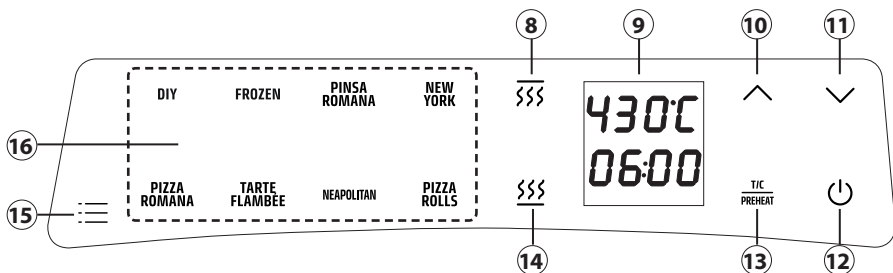 8
9
10
11
DIY
FROZEN
PINSA
ROMANA
NEW
YORK
430°C
06:00
16
PIZZA
ROMANA
TARTE
FLAMBÉE
NEAPOLITAN
PIZZA
ROLLS
T/C
PREHEAT
15
14
13
12